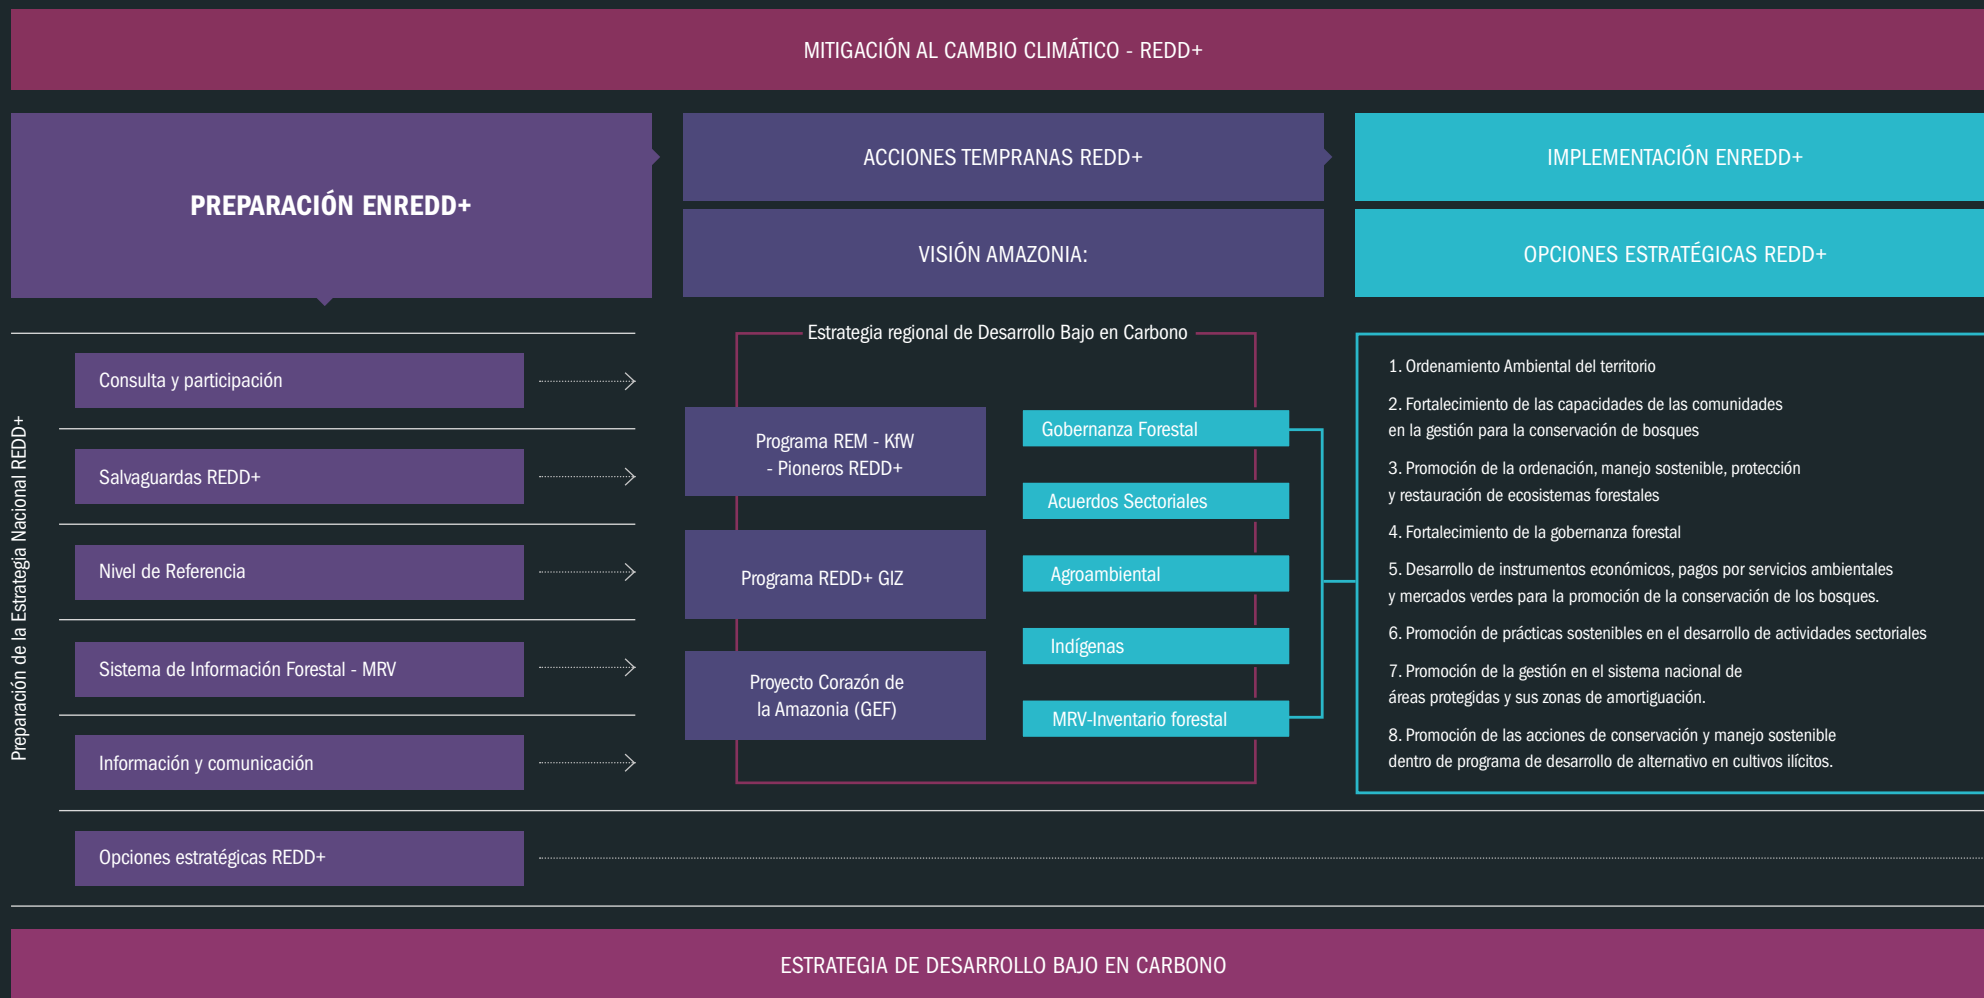 MITIGACIÓN AL CAMBIO CLIMÁTICO - REDD+
PREPARACIÓN ENREDD+
ACCIONES TEMPRANAS REDD+
VISIÓN AMAZONIA:
IMPLEMENTACIÓN ENREDD+
OPCIONES ESTRATÉGICAS REDD+
Preparación de la Estrategia Nacional REDD+
Consulta y participación
Salvaguardas REDD+
Nivel de Referencia
Sistema de Información Forestal - MRV
Información y comunicación
Opciones estratégicas REDD+
Estrategia regional de Desarrollo Bajo en Carbono
Programa REM - KfW
- Pioneros REDD+
Programa REDD+ GIZ
Proyecto Corazón de
la Amazonia (GEF)
Gobernanza Forestal
Acuerdos Sectoriales
Agroambiental
Indígenas
MRV-Inventario forestal
1. Ordenamiento Ambiental del territorio
2. Fortalecimiento de las capacidades de las comunidades
en la gestión para la conservación de bosques
3. Promoción de la ordenación, manejo sostenible, protección
y restauración de ecosistemas forestales
4. Fortalecimiento de la gobernanza forestal
5. Desarrollo de instrumentos económicos, pagos por servicios ambientales
y mercados verdes para la promoción de la conservación de los bosques.
6. Promoción de prácticas sostenibles en el desarrollo de actividades sectoriales
7. Promoción de la gestión en el sistema nacional de
áreas protegidas y sus zonas de amortiguación.
8. Promoción de las acciones de conservación y manejo sostenible
dentro de programa de desarrollo de alternativo en cultivos ilícitos.
ESTRATEGIA DE DESARROLLO BAJO EN CARBONO